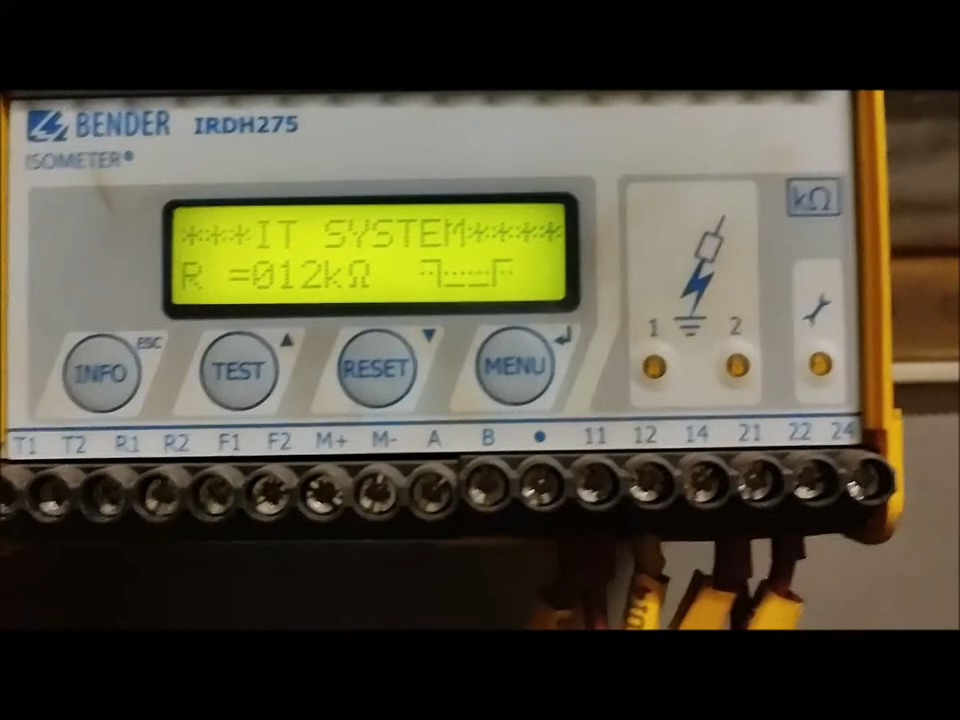 BENDER IRDH275
ISOMETER®
kΩ
***IT SYSTEM****
R =012kΩ
1 2
ESC
INFO TEST RESET MENU
T1 T2 R1 R2 F1 F2 M+ M- A B 11 12 14 21 22 24